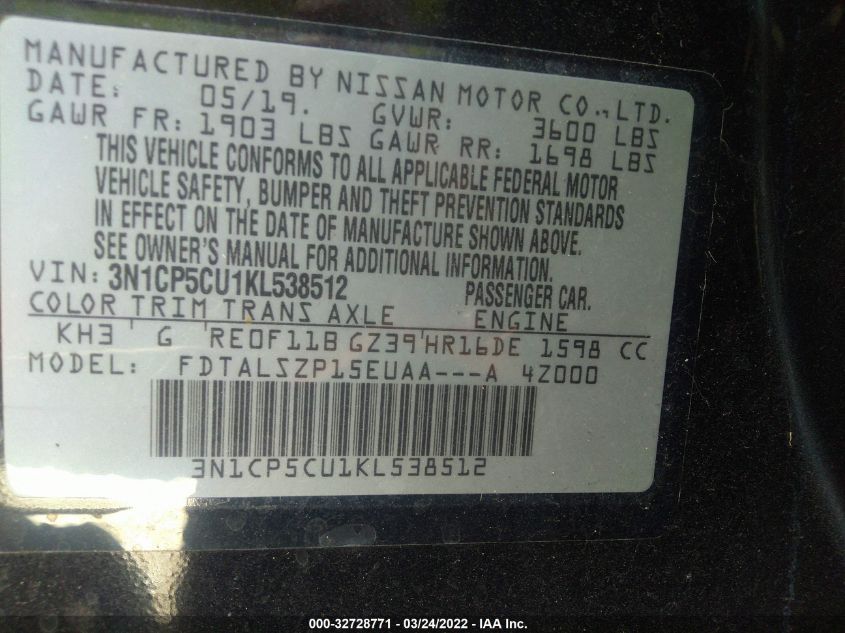 MANUFACTURED BY NISSAN MOTOR CO., LTD.
DATE: 05/19. GVWR: 3600 LBS
GAWR FR: 1903 LBS GAWR RR: 1698 LBS
THIS VEHICLE CONFORMS TO ALL APPLICABLE FEDERAL MOTOR
VEHICLE SAFETY, BUMPER AND THEFT PREVENTION STANDARDS
IN EFFECT ON THE DATE OF MANUFACTURE SHOWN ABOVE.
SEE OWNER'S MANUAL FOR ADDITIONAL INFORMATION.
VIN: 3N1CP5CU1KL538512 PASSENGER CAR.
COLOR TRIM TRANS AXLE ENGINE
KH3 G RE0F11B GZ39 HR16DE 1598 CC
MODEL: FDTALSZP15EUAA---A 4Z000
3N1CP5CU1KL538512
000-32728771 - 03/24/2022 - IAA Inc.